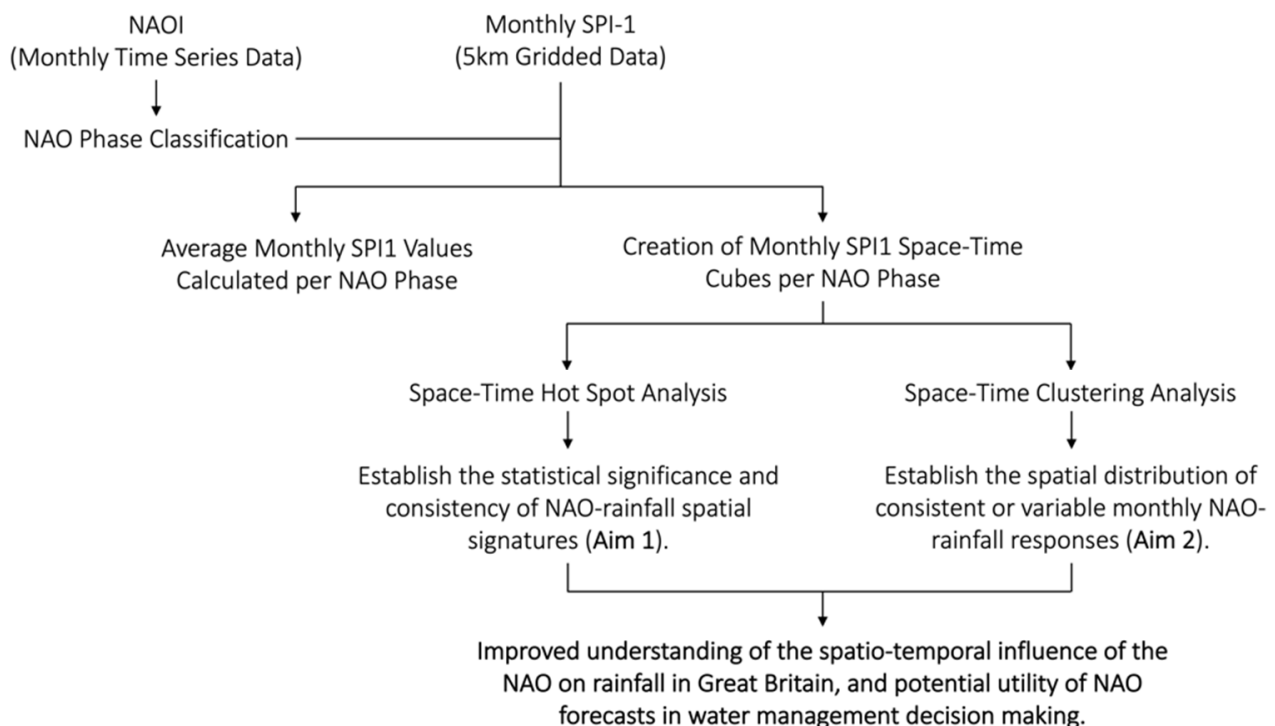 NAOI
(Monthly Time Series Data)
Monthly SPI-1
(5km Gridded Data)
NAO Phase Classification
Average Monthly SPI1 Values
Calculated per NAO Phase
Creation of Monthly SPI1 Space-Time
Cubes per NAO Phase
Space-Time Hot Spot Analysis
Space-Time Clustering Analysis
Establish the statistical significance and
consistency of NAO-rainfall spatial
signatures (Aim 1).
Establish the spatial distribution of
consistent or variable monthly NAO-
rainfall responses (Aim 2).
Improved understanding of the spatio-temporal influence of the
NAO on rainfall in Great Britain, and potential utility of NAO
forecasts in water management decision making.